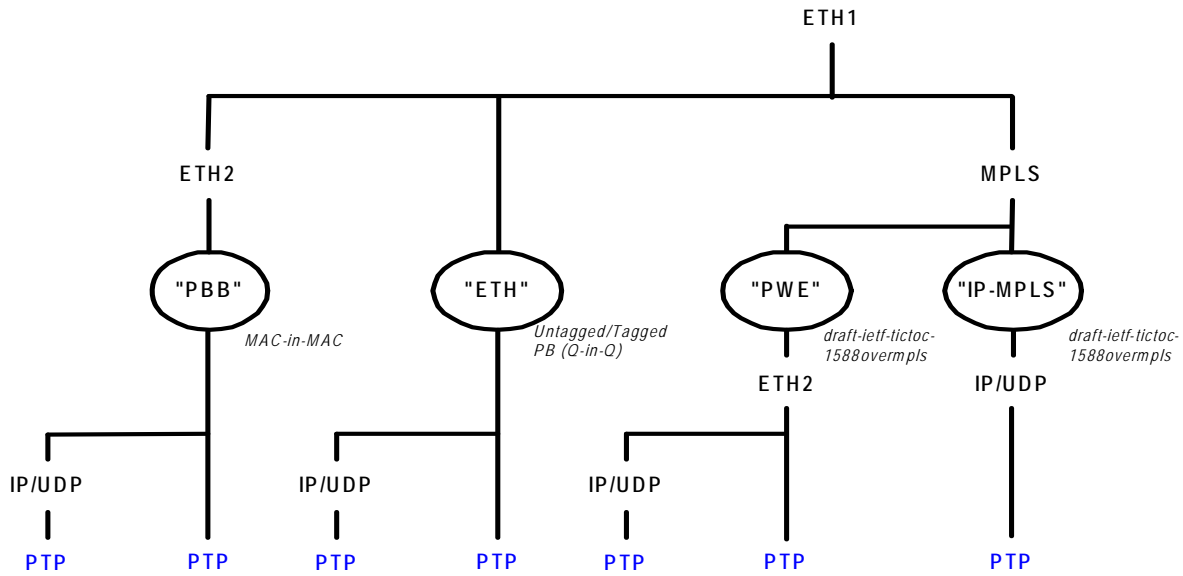 ETH1
ETH2
MPLS
"PBB"
"ETH"
"PWE"
"IP-MPLS"
MAC-in-MAC
Untagged/Tagged
PB (Q-in-Q)
draft-ietf-tictoc-
1588overmpls
draft-ietf-tictoc-
1588overmpls
ETH2
IP/UDP
IP/UDP
IP/UDP
IP/UDP
PTP
PTP
PTP
PTP
PTP
PTP
PTP